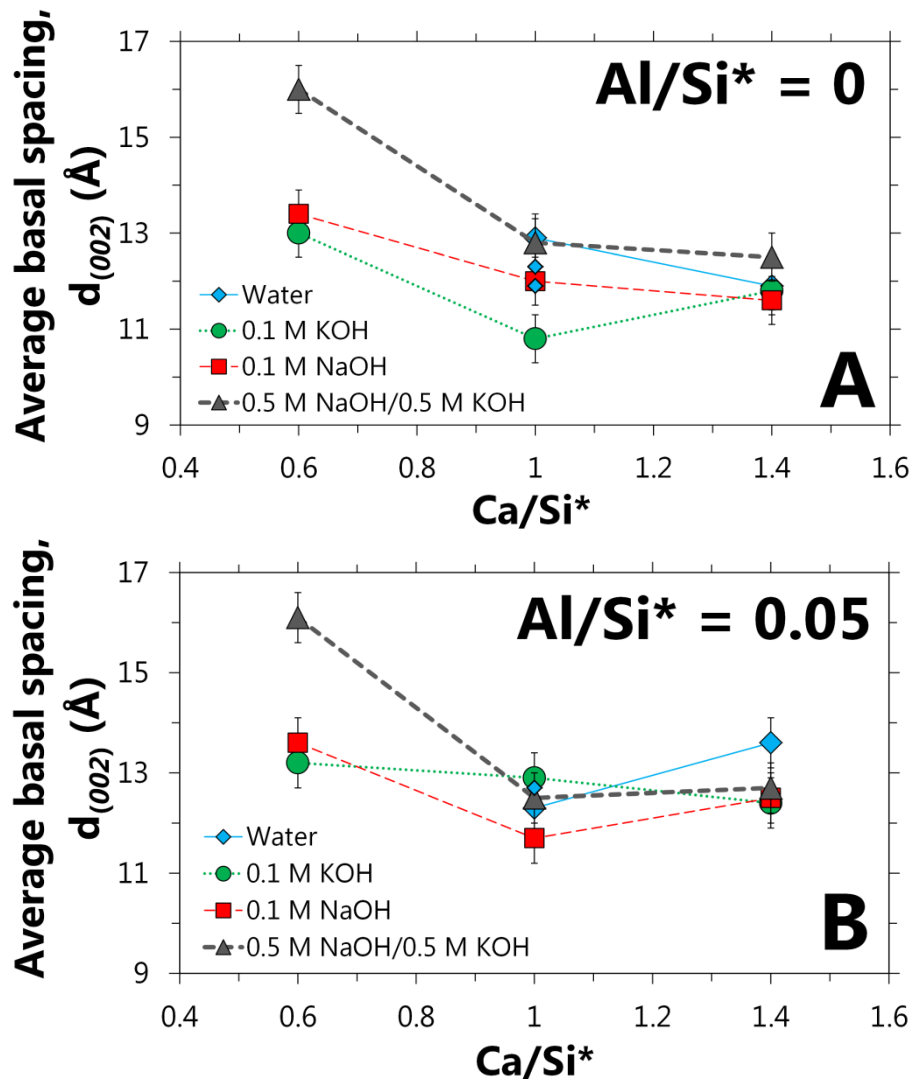 17
15
13
11
9
Average basal spacing,
d(002) (Å)
Al/Si* = 0
Water
0.1 M KOH
0.1 M NaOH
0.5 M NaOH/0.5 M KOH
A
0.4 0.6 0.8 1 1.2 1.4 1.6
Ca/Si*
17
15
13
11
9
Average basal spacing,
d(002) (Å)
Al/Si* = 0.05
Water
0.1 M KOH
0.1 M NaOH
0.5 M NaOH/0.5 M KOH
B
0.4 0.6 0.8 1 1.2 1.4 1.6
Ca/Si*